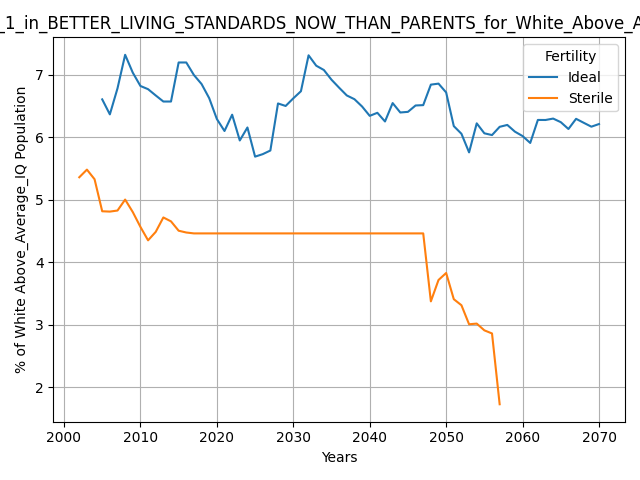 _1_in_BETTER_LIVING_STANDARDS_NOW_THAN_PARENTS_for_White_Above_A
Fertility
Ideal
Sterile
% of White Above_Average_IQ Population
7
6
5
4
3
2
2000 2010 2020 2030 2040 2050 2060 2070
Years